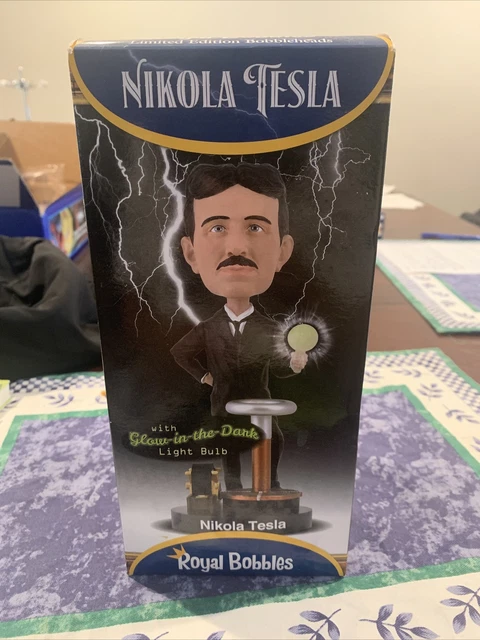 Limited Edition Bobbleheads
NIKOLA TESLA
with
Glow-in-the-Dark
Light Bulb
Nikola Tesla
Royal Bobbles